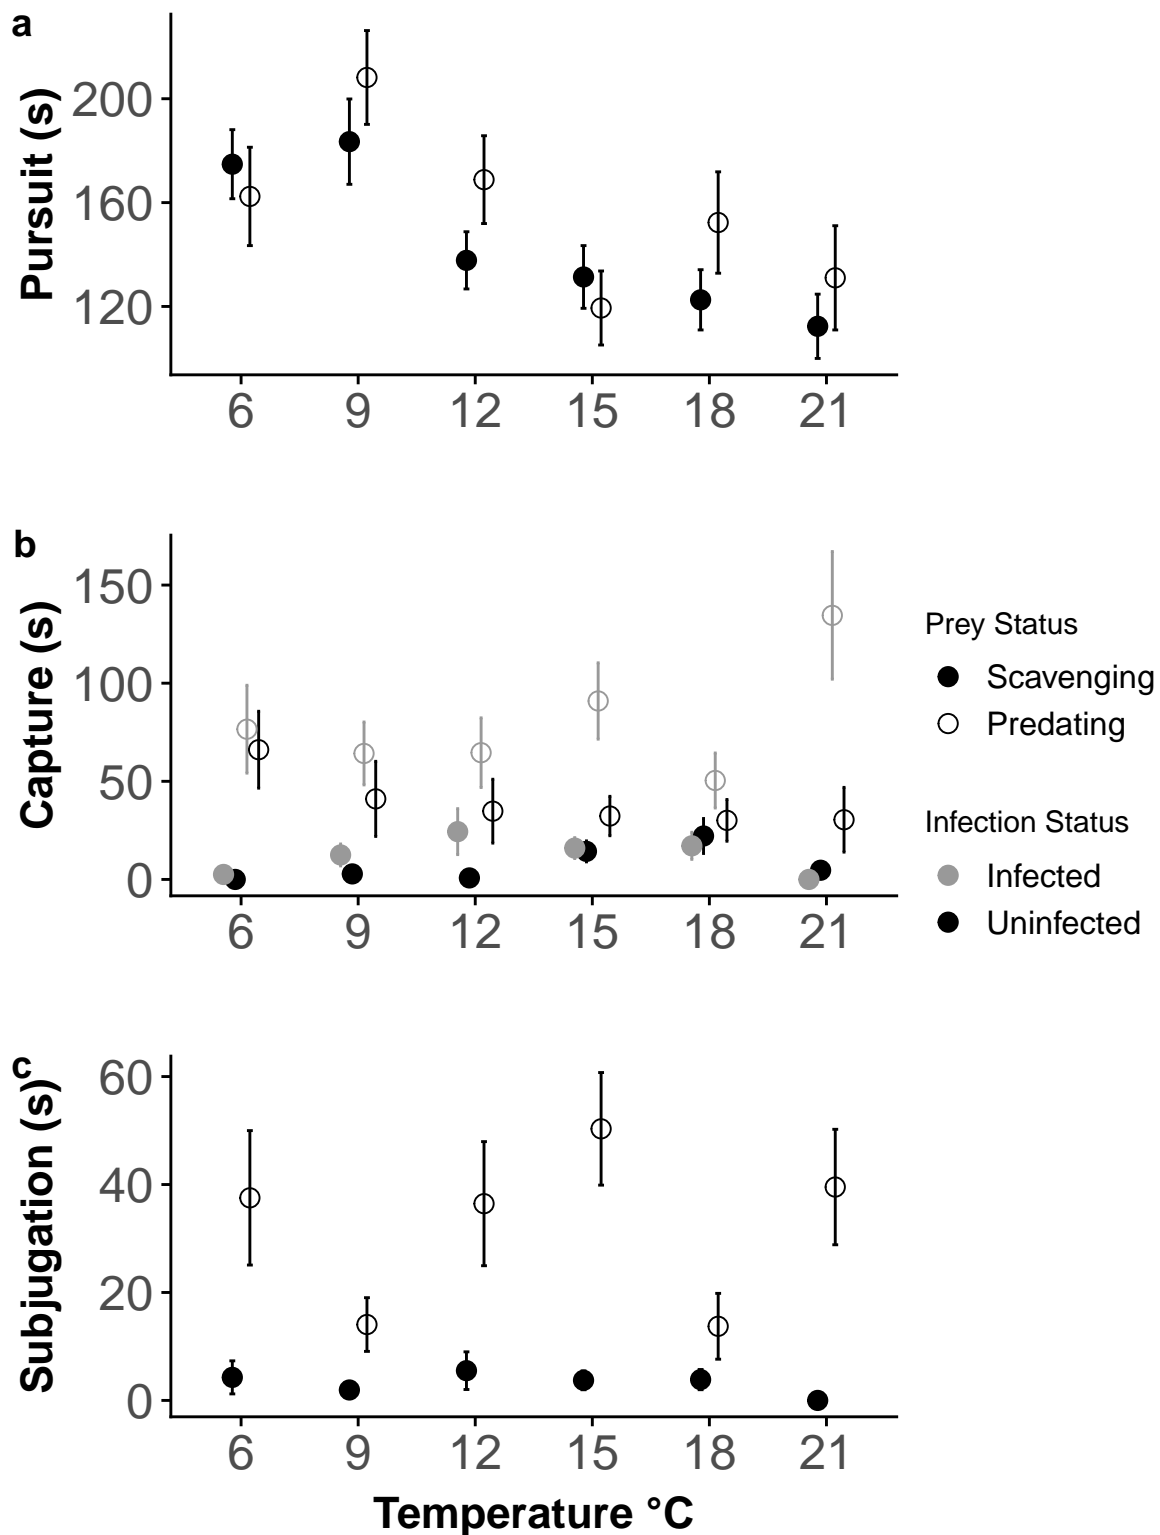 a
Pursuit (s)
200
160
120
6 9 12 15 18 21
b
Capture (s)
150
100
50
0
6 9 12 15 18 21
Prey Status
Scavenging
Predating
Infection Status
Infected
Uninfected
c
Subjugation (s)
60
40
20
0
6 9 12 15 18 21
Temperature °C